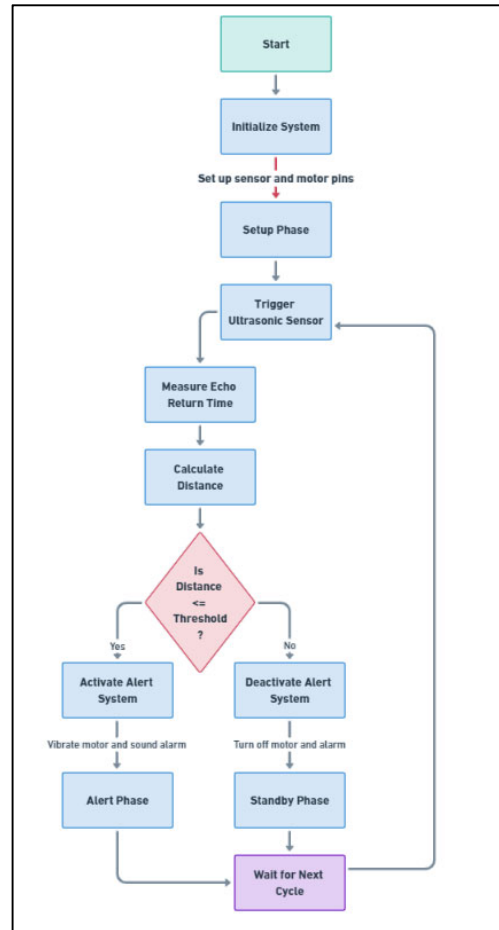 Start
Initialize System
Set up sensor and motor pins
Setup Phase
Trigger
Ultrasonic Sensor
Measure Echo
Return Time
Calculate
Distance
Is
Distance
<=
Threshold
?
Yes
No
Activate Alert
System
Deactivate Alert
System
Vibrate motor and sound alarm
Turn off motor and alarm
Alert Phase
Standby Phase
Wait for Next
Cycle